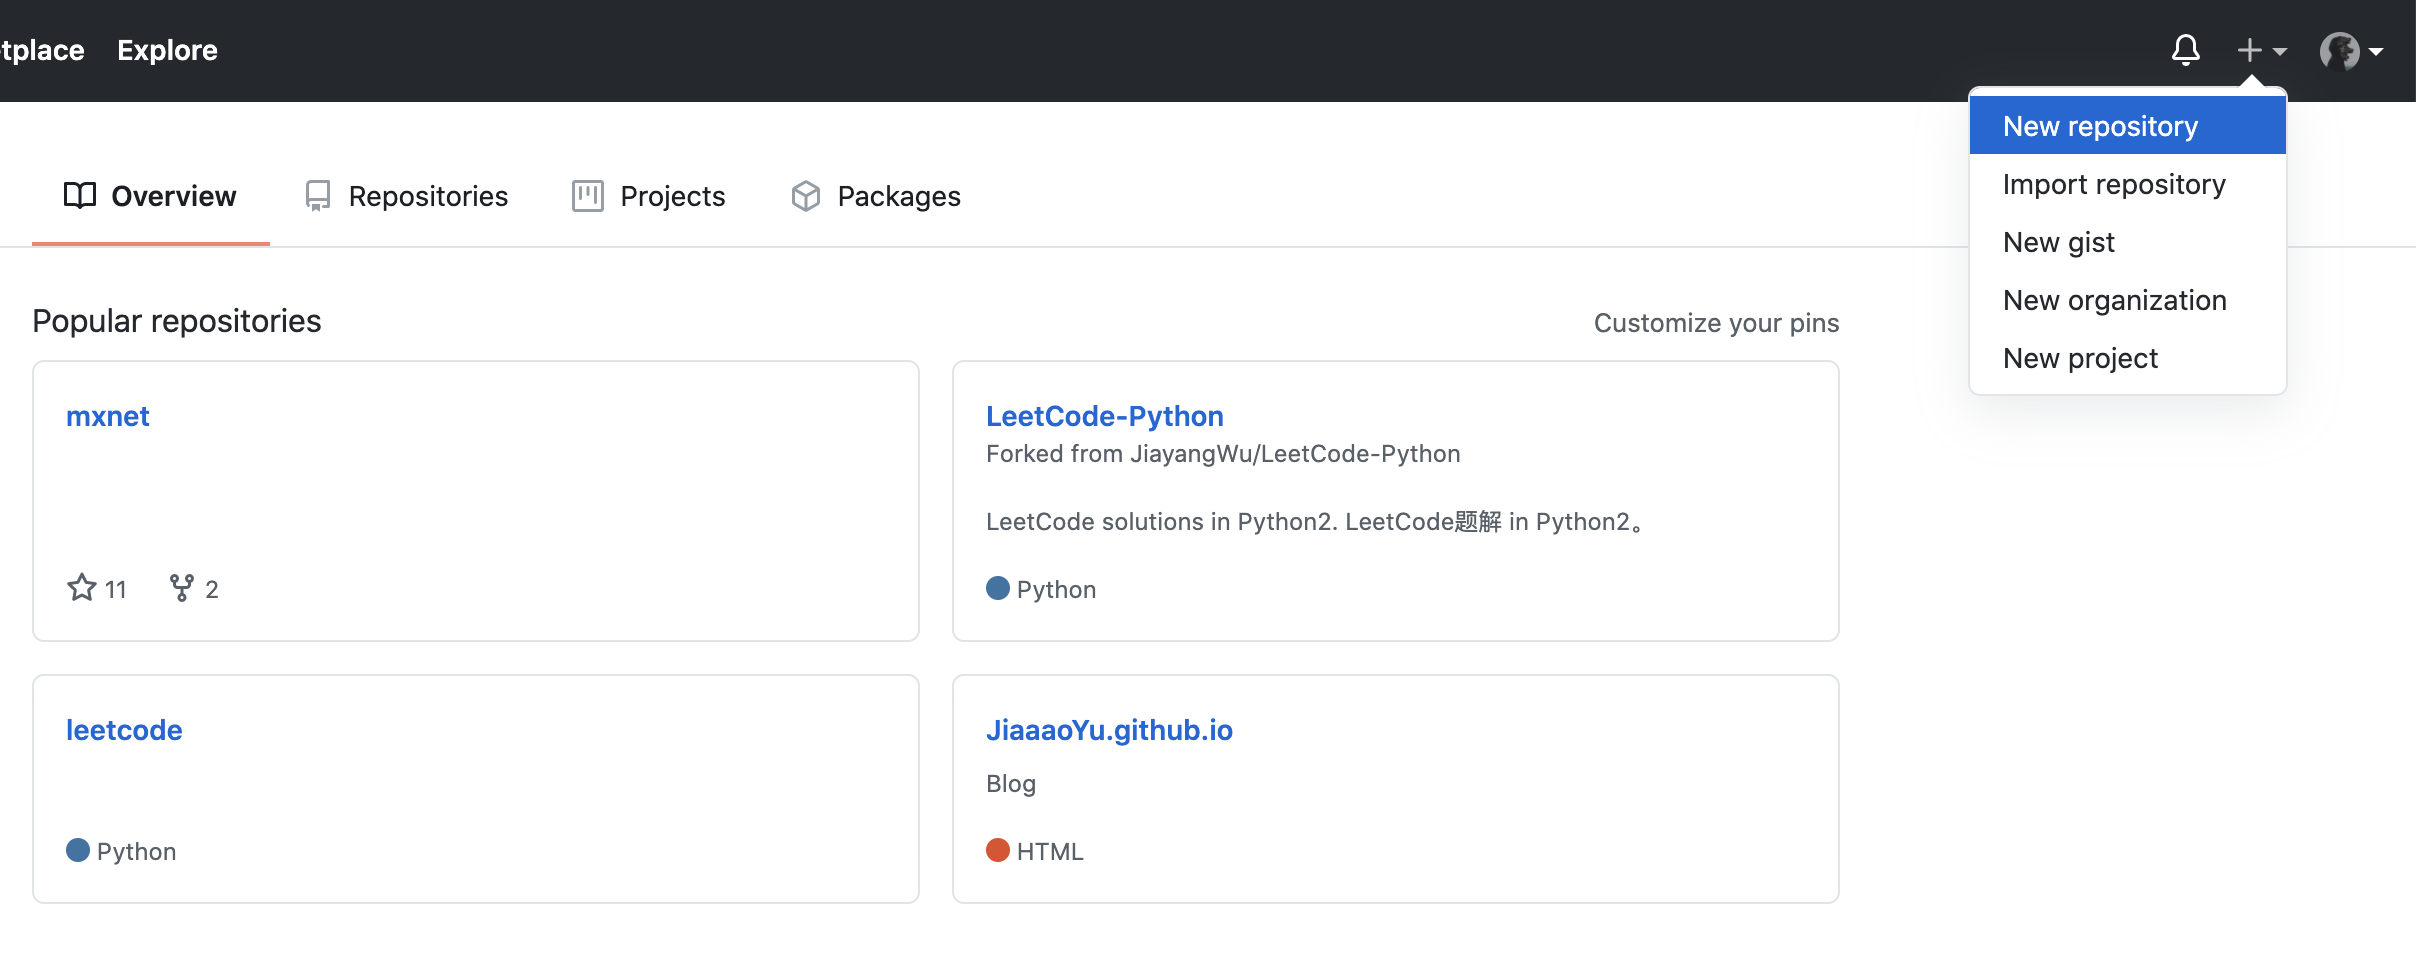 tplace Explore
New repository
Import repository
New gist
New organization
New project
Overview Repositories Projects Packages
Popular repositories
Customize your pins
mxnet
11 2
LeetCode-Python
Forked from JiayangWu/LeetCode-Python
LeetCode solutions in Python2. LeetCode题解 in Python2。
Python
leetcode
Python
JiaaaoYu.github.io
Blog
HTML